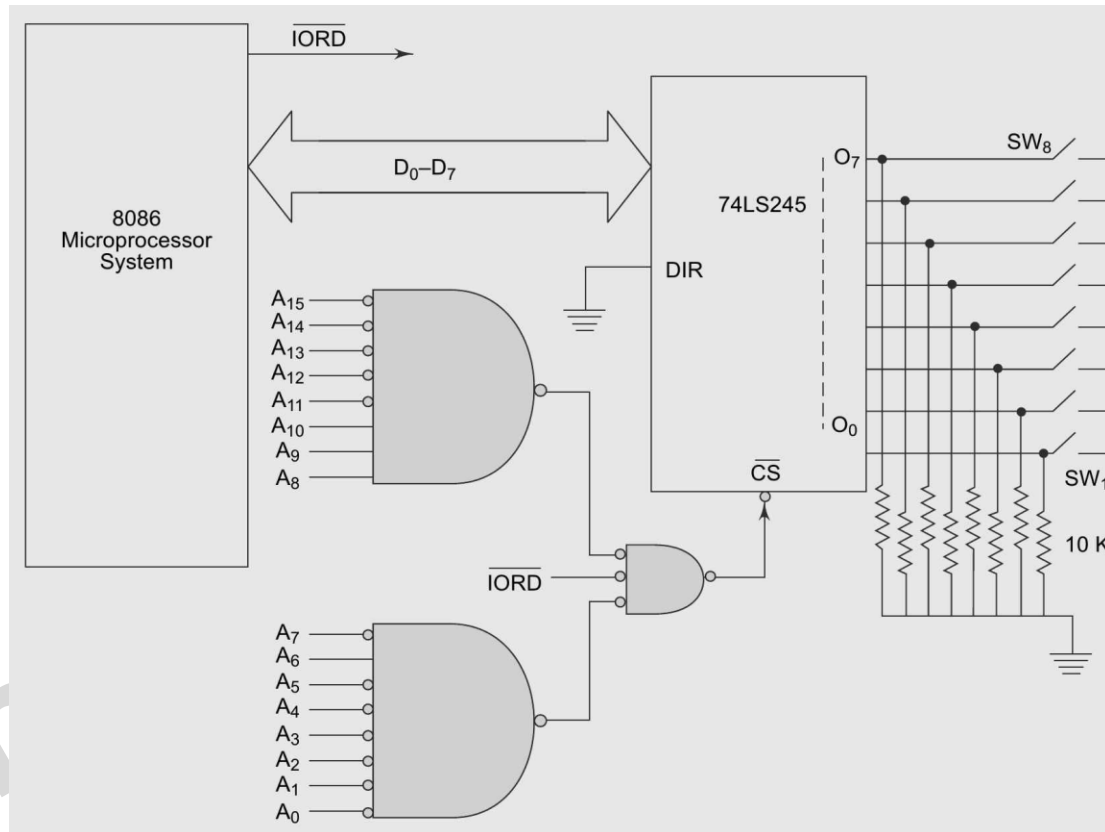 IORD
D0–D7
8086
Microprocessor
System
SW8
O7
74LS245
DIR
O0
CS
SW1
10 K
A15
A14
A13
A12
A11
A10
A9
A8
IORD
A7
A6
A5
A4
A3
A2
A1
A0